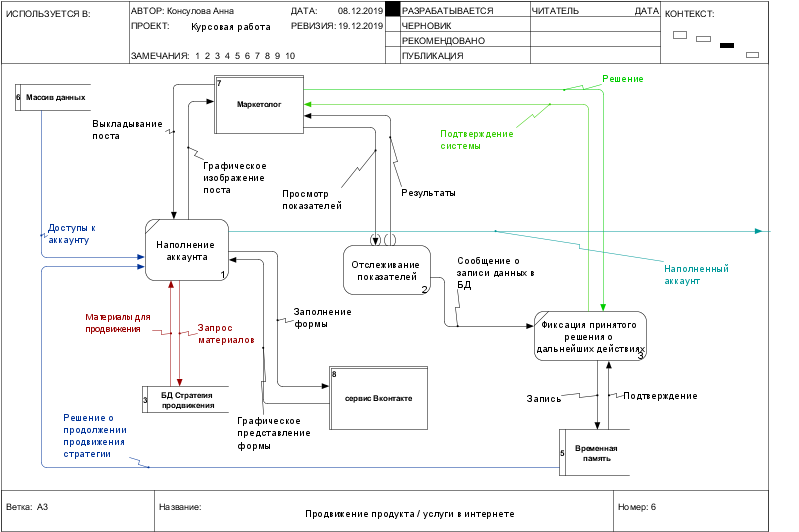 ИСПОЛЬЗУЕТСЯ В:
АВТОР: Консулова Анна
ДАТА: 08.12.2019
РАЗРАБАТЫВАЕТСЯ
ЧИТАТЕЛЬ
ДАТА
КОНТЕКСТ:
ПРОЕКТ: Курсовая работа
РЕВИЗИЯ: 19.12.2019
ЧЕРНОВИК
РЕКОМЕНДОВАНО
ЗАМЕЧАНИЯ: 1 2 3 4 5 6 7 8 9 10
ПУБЛИКАЦИЯ
Решение
7
Маркетолог
6
Массив данных
Выкладывание
поста
Подтверждение
системы
Графическое
изображение
поста
Просмотр
показателей
Результаты
Доступы к
аккаунту
Наполнение
аккаунта
1
Отслеживание
показателей
2
Сообщение о
записи данных в
БД
Наполненный
аккаунт
Материалы для
продвижения
Запрос
материалов
Заполнение
формы
Фиксация принятого
решения о
дальнейших действиях
3
8
сервис Вконтакте
3
БД Стратегия
продвижения
Запись
Подтверждение
Решение о
продолжении
продвижения
стратегии
Графическое
представление
формы
5
Временная
память
Ветка: A3
Название:
Продвижение продукта / услуги в интернете
Номер: 6